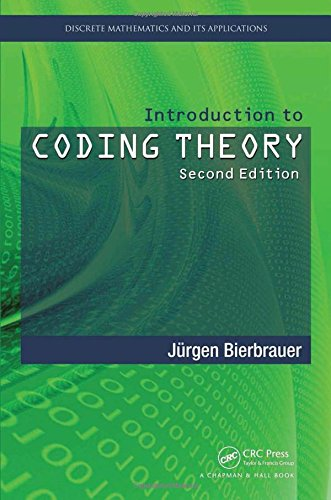 DISCRETE MATHEMATICS AND ITS APPLICATIONS
Introduction to
CODING THEORY
Second Edition
Jürgen Bierbrauer
CRC
CRC Press
Taylor & Francis Group
A CHAPMAN & HALL BOOK